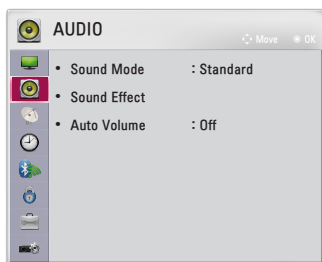 AUDIO
Move OK
• Sound Mode : Standard
• Sound Effect
• Auto Volume : Off